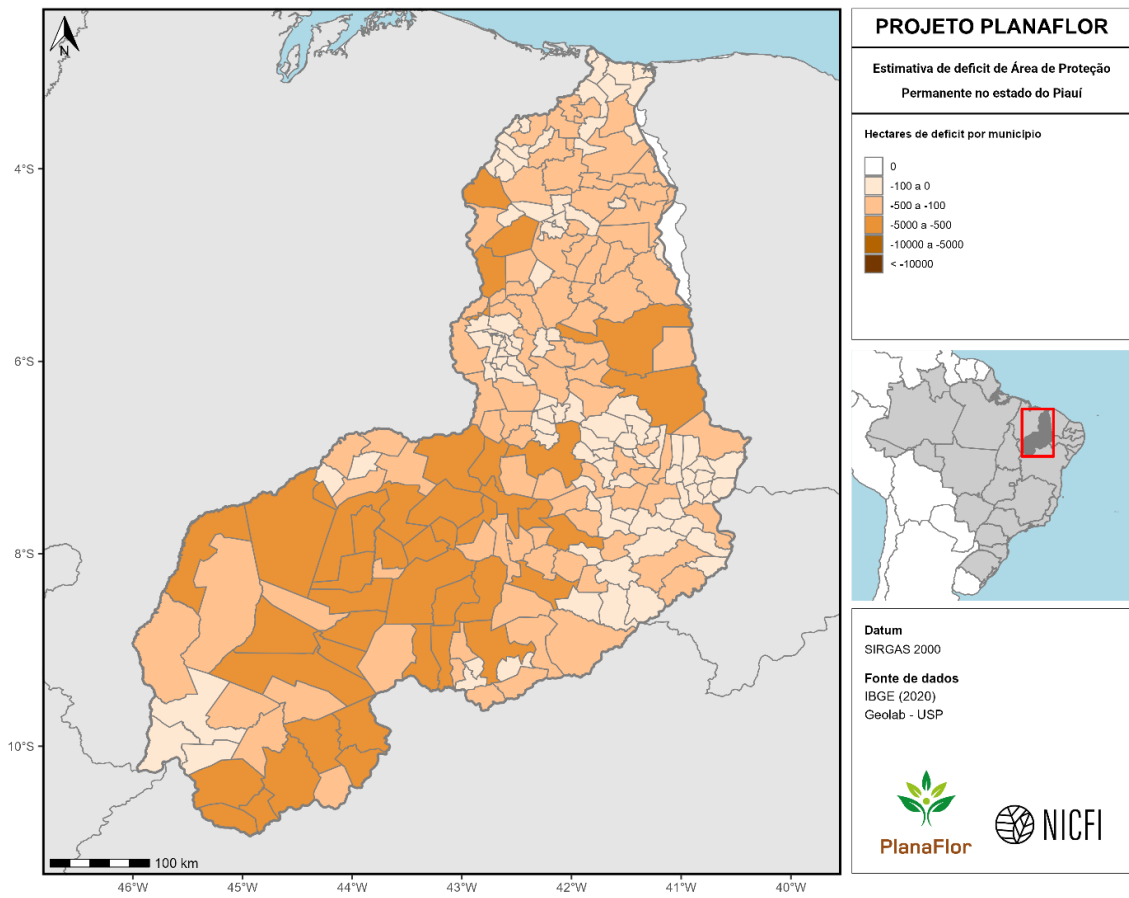 N
4°S
6°S
8°S
10°S
100 km
46°W
45°W
44°W
43°W
42°W
41°W
40°W
PROJETO PLANAFLOR
Estimativa de deficit de Área de Proteção
Permanente no estado do Piauí
Hectares de deficit por município
0
-100 a 0
-500 a -100
-5000 a -500
-10000 a -5000
< -10000
Datum
SIRGAS 2000
Fonte de dados
IBGE (2020)
Geolab - USP
PlanaFlor
NICFI